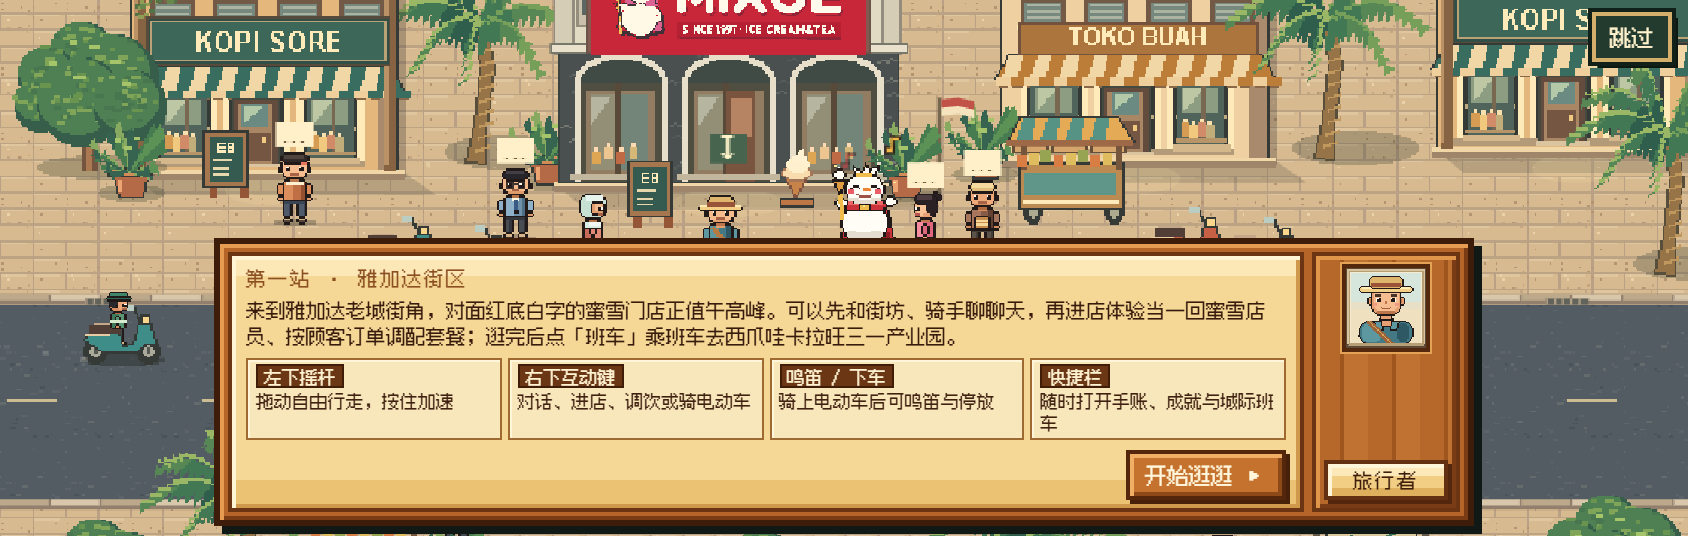 KOPI SORE
MIXUE
SINCE 1997 · ICE CREAM & TEA
TOKO BUAH
KOPI S
跳过
第一站 · 雅加达街区
来到雅加达老城街角，对面红底白字的蜜雪门店正值午高峰。可以先和街坊、骑手聊聊天，再进店体验当一回蜜雪店
员、按顾客订单调配套餐；逛完后点「班车」乘班车去西爪哇卡拉旺三一产业园。
左下摇杆
拖动自由行走，按住加速
右下互动键
对话、进店、调饮或骑电动车
鸣笛 / 下车
骑上电动车后可鸣笛与停放
快捷栏
随时打开手账、成就与城际班
车
开始逛逛
旅行者